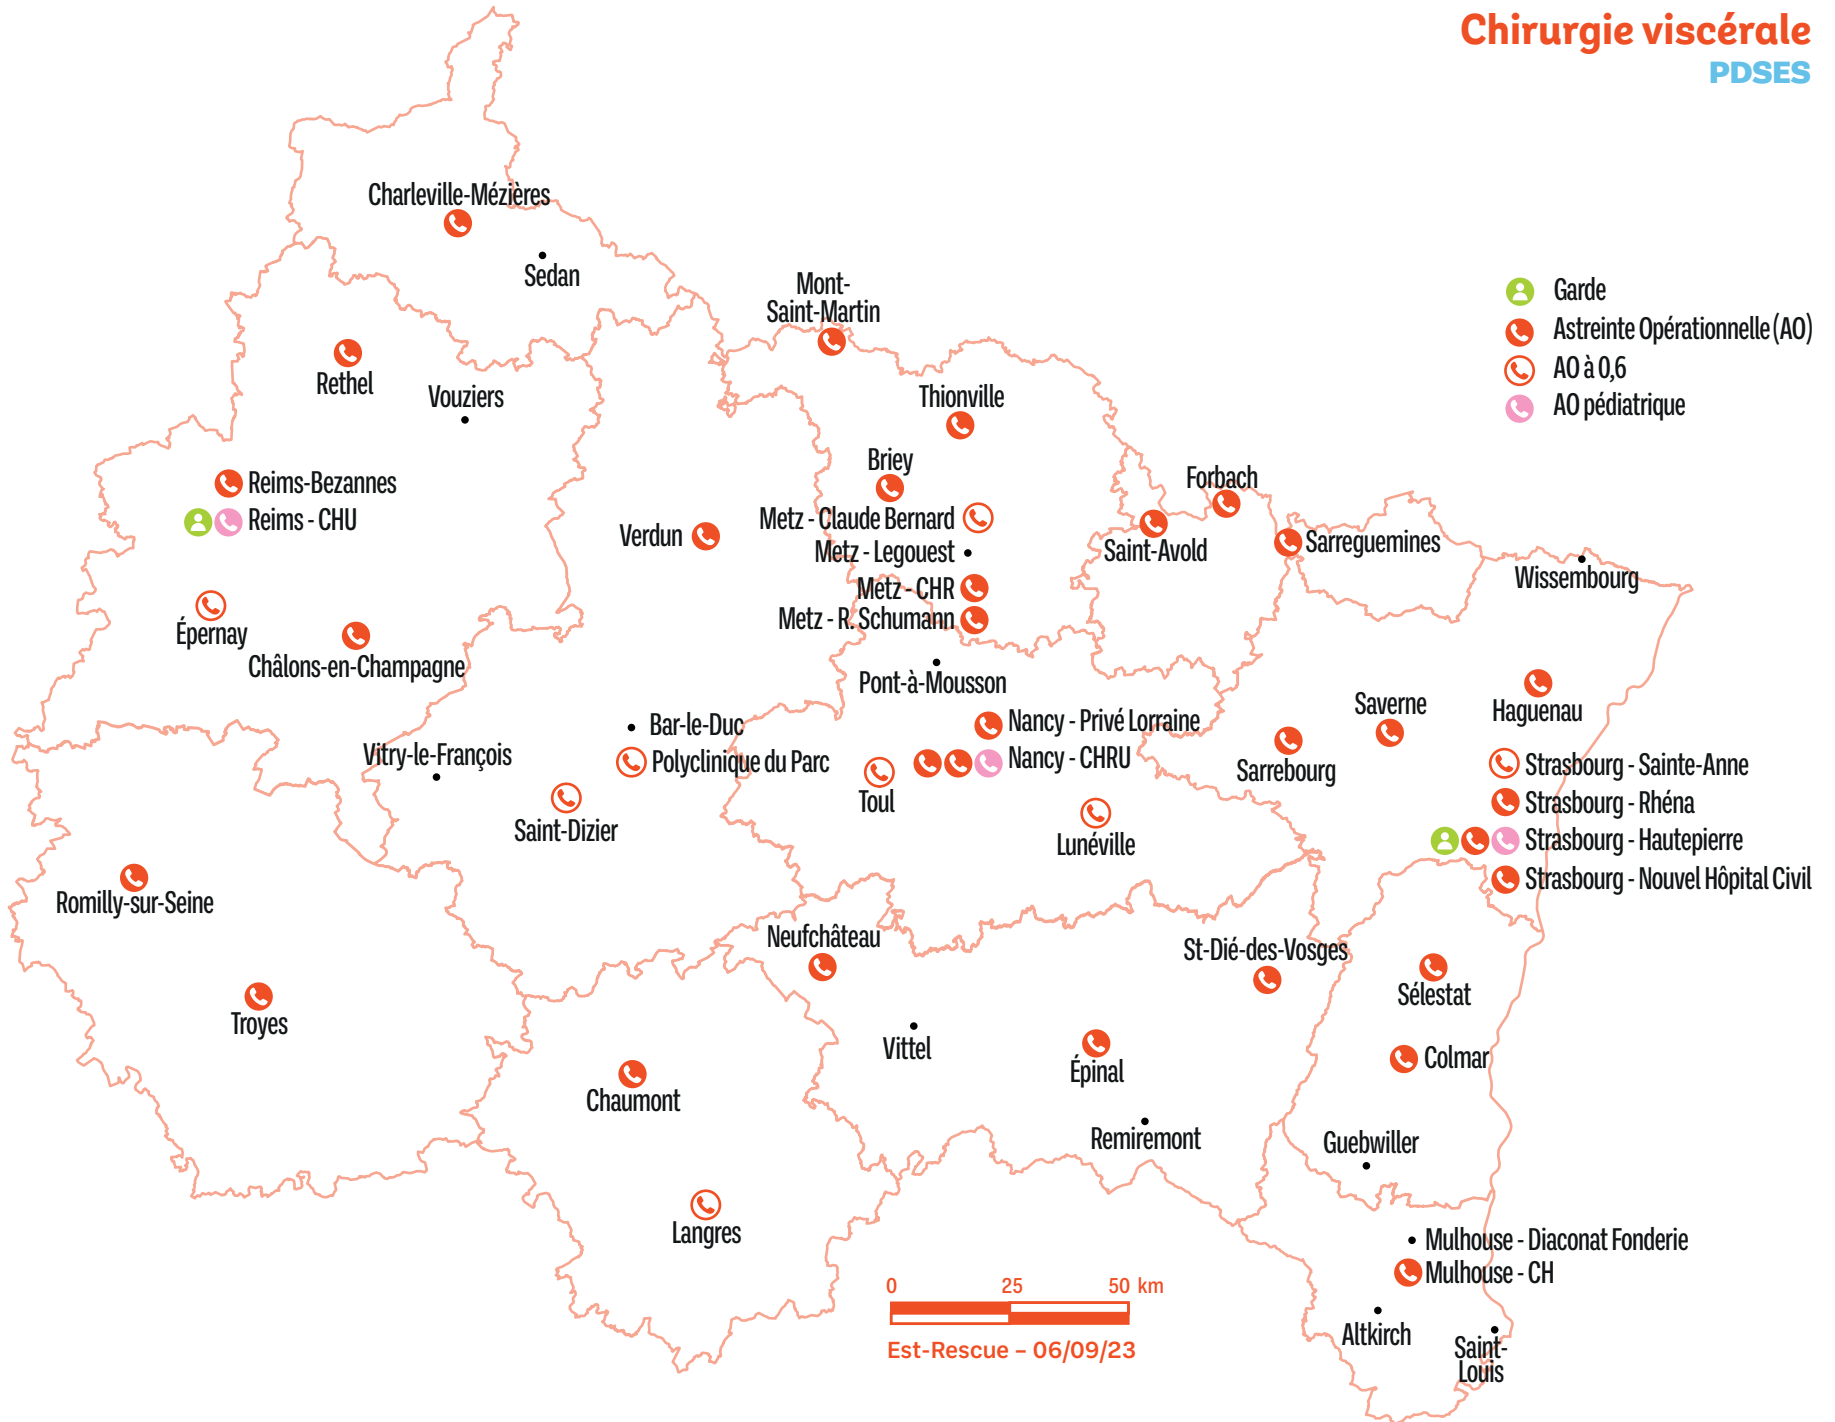 Chirurgie viscérale
PDSES
Charleville-Mézières
Sedan
Mont-
Saint-Martin
Garde
Astreinte Opérationnelle (AO)
AO à 0,6
AO pédiatrique
Rethel
Vouziers
Thionville
Briey
Forbach
Reims-Bezannes
Reims - CHU
Verdun
Metz - Claude Bernard
Metz - Legouest
Metz - CHR
Metz - R. Schumann
Saint-Avold
Sarreguemines
Wissembourg
Épernay
Châlons-en-Champagne
Pont-à-Mousson
Haguenau
Saverne
Sarrebourg
Bar-le-Duc
Polyclinique du Parc
Vitry-le-François
Saint-Dizier
Nancy - Privé Lorraine
Nancy - CHRU
Toul
Lunéville
Strasbourg - Sainte-Anne
Strasbourg - Rhéna
Strasbourg - Hautepierre
Strasbourg - Nouvel Hôpital Civil
Romilly-sur-Seine
Troyes
Neufchâteau
St-Dié-des-Vosges
Sélestat
Vittel
Épinal
Colmar
Chaumont
Remiremont
Guebwiller
Langres
Mulhouse - Diaconat Fonderie
Mulhouse - CH
Altkirch
Saint-
Louis
0 25 50 km
Est-Rescue – 06/09/23